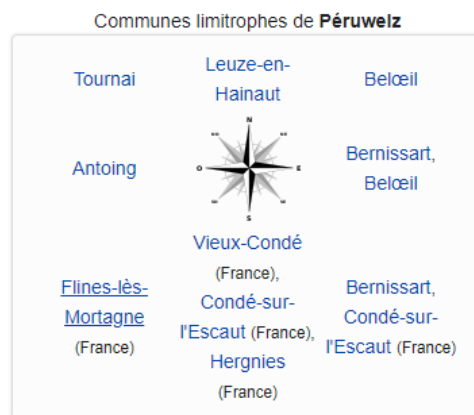 Communes limitrophes de Péruwelz
Tournai
Leuze-en-
Hainaut
Belœil
Antoing
N
O
E
S
Bernissart,
Belœil
Flines-lès-
Mortagne
(France)
Vieux-Condé
(France),
Condé-sur-
l'Escaut (France),
Hergnies
(France)
Bernissart,
Condé-sur-
l'Escaut (France)